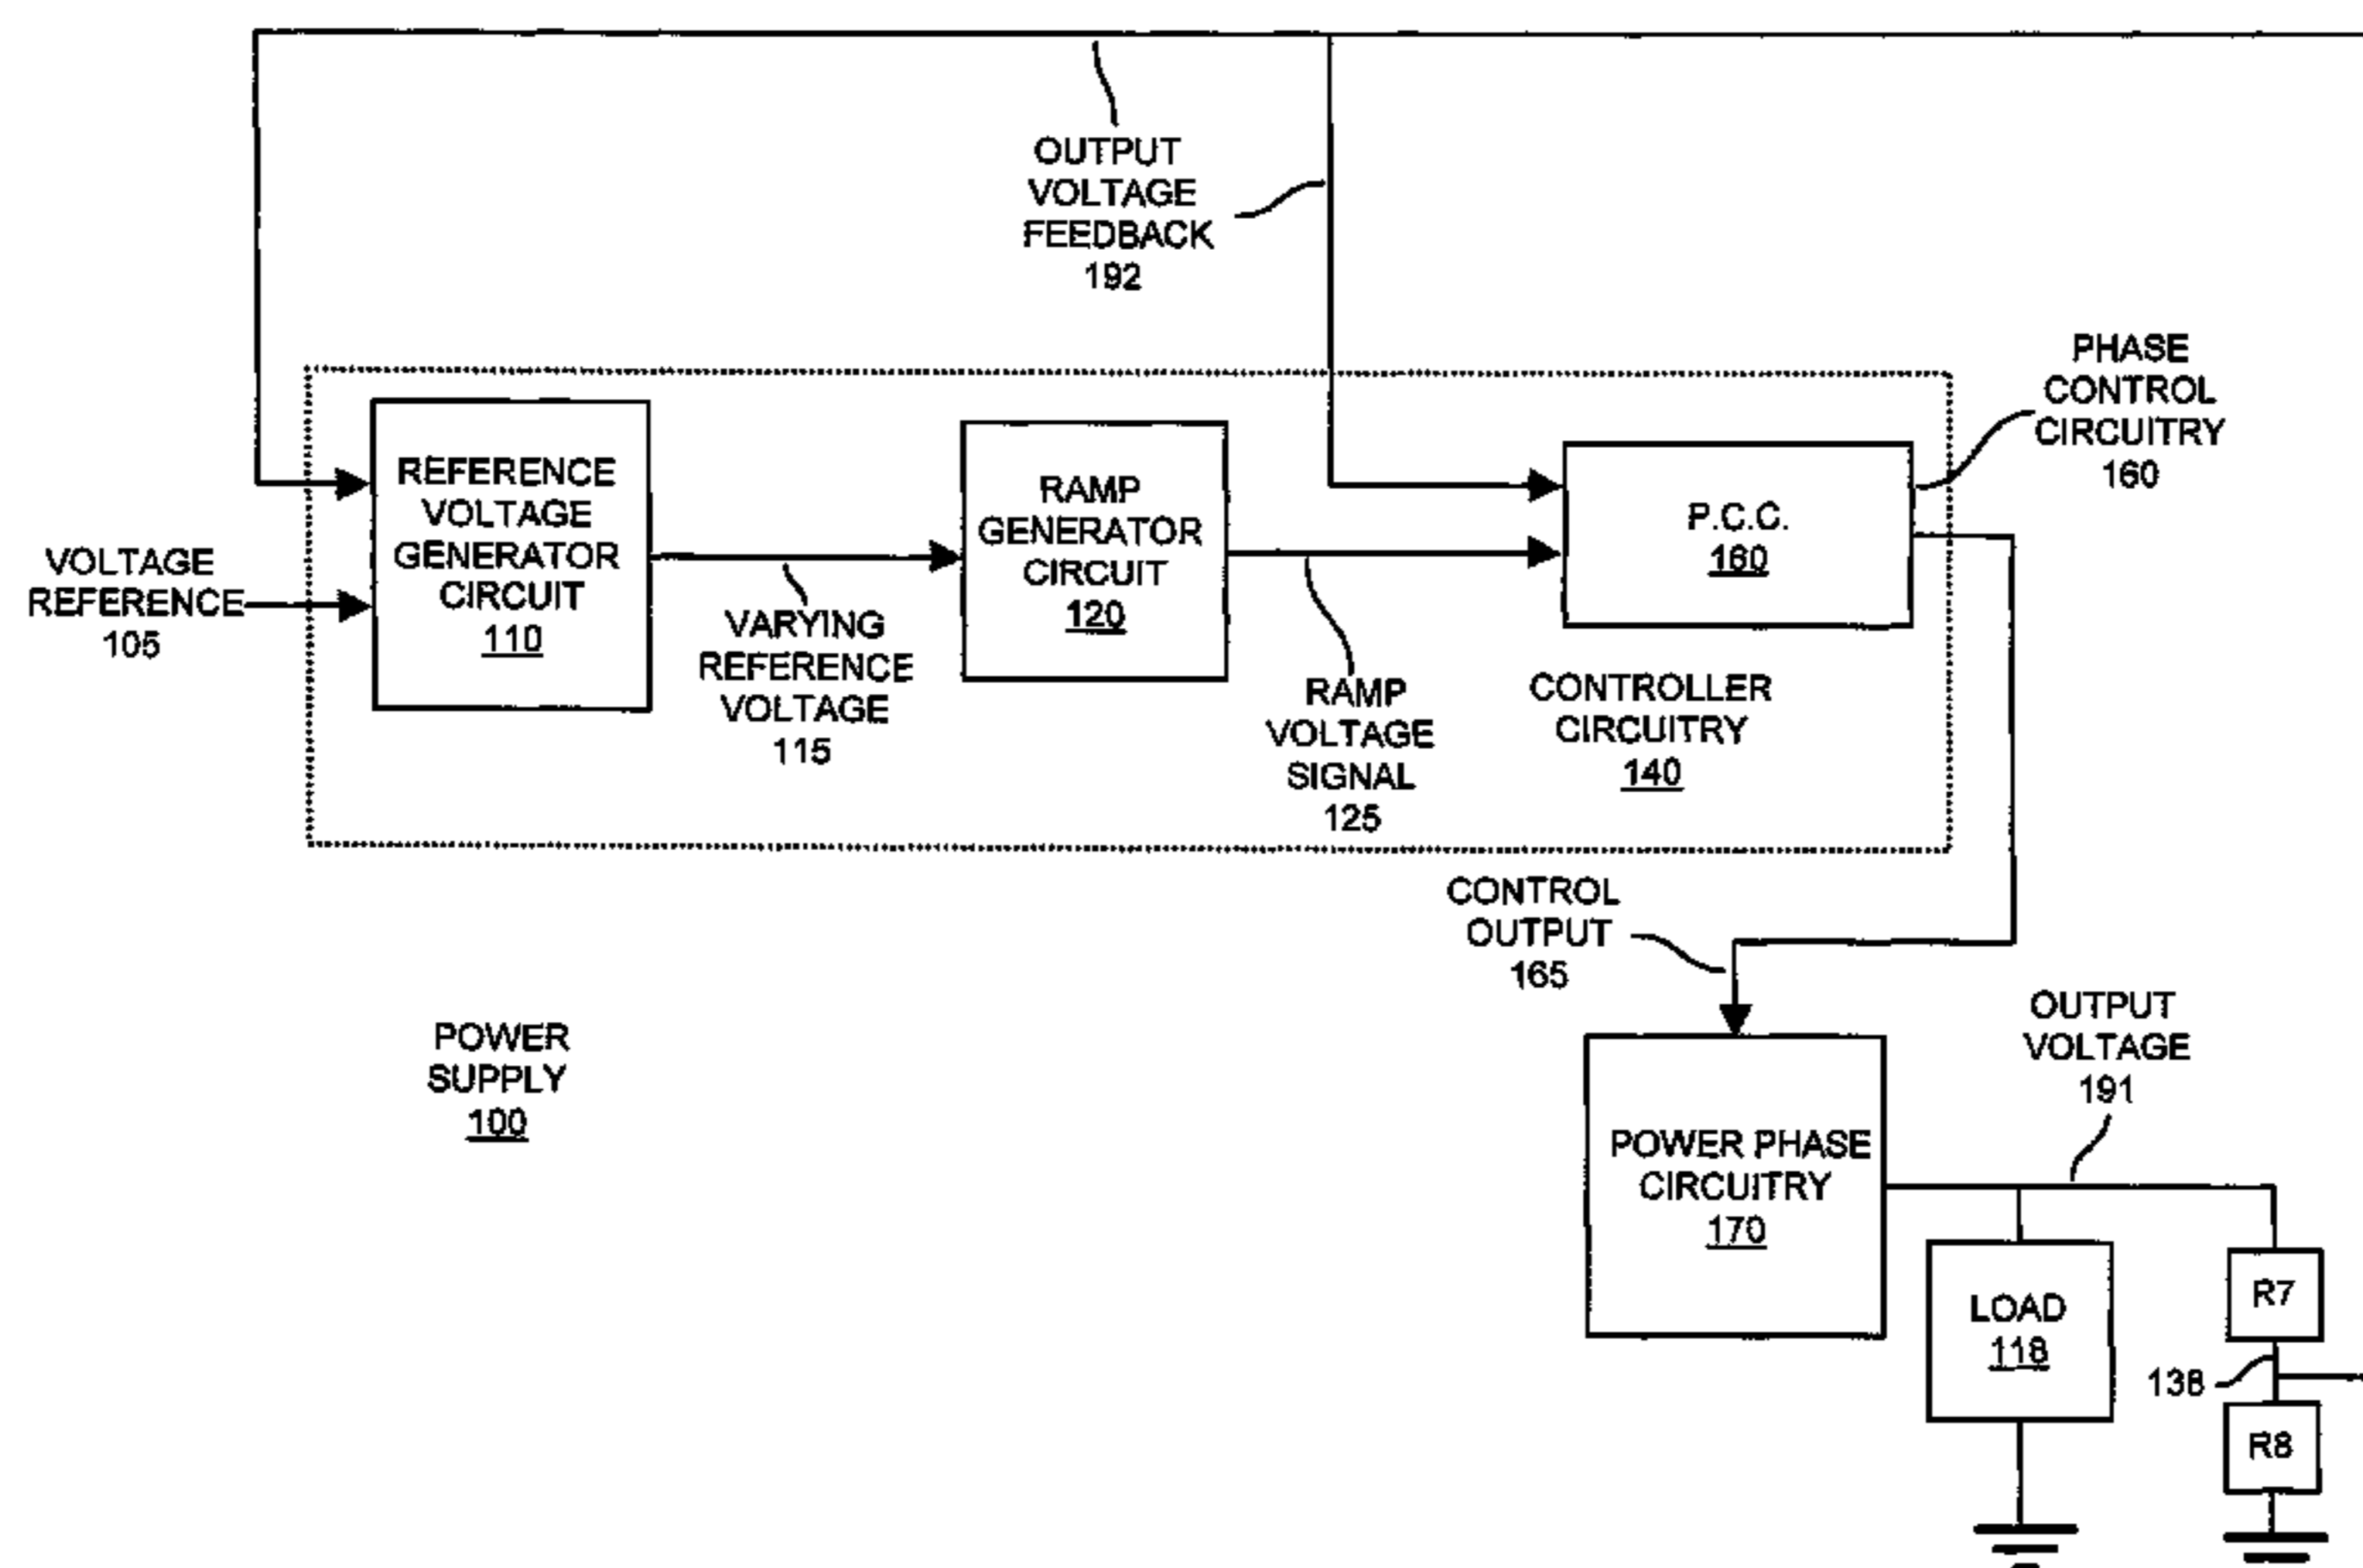 OUTPUT
VOLTAGE
FEEDBACK
192
PHASE
CONTROL
CIRCUITRY
160
REFERENCE
VOLTAGE
GENERATOR
CIRCUIT
110
RAMP
GENERATOR
CIRCUIT
120
P.C.C.
160
VOLTAGE
REFERENCE
105
VARYING
REFERENCE
VOLTAGE
115
RAMP
VOLTAGE
SIGNAL
125
CONTROLLER
CIRCUITRY
140
CONTROL
OUTPUT
165
POWER
SUPPLY
100
OUTPUT
VOLTAGE
191
POWER PHASE
CIRCUITRY
170
LOAD
118
R7
138
R8